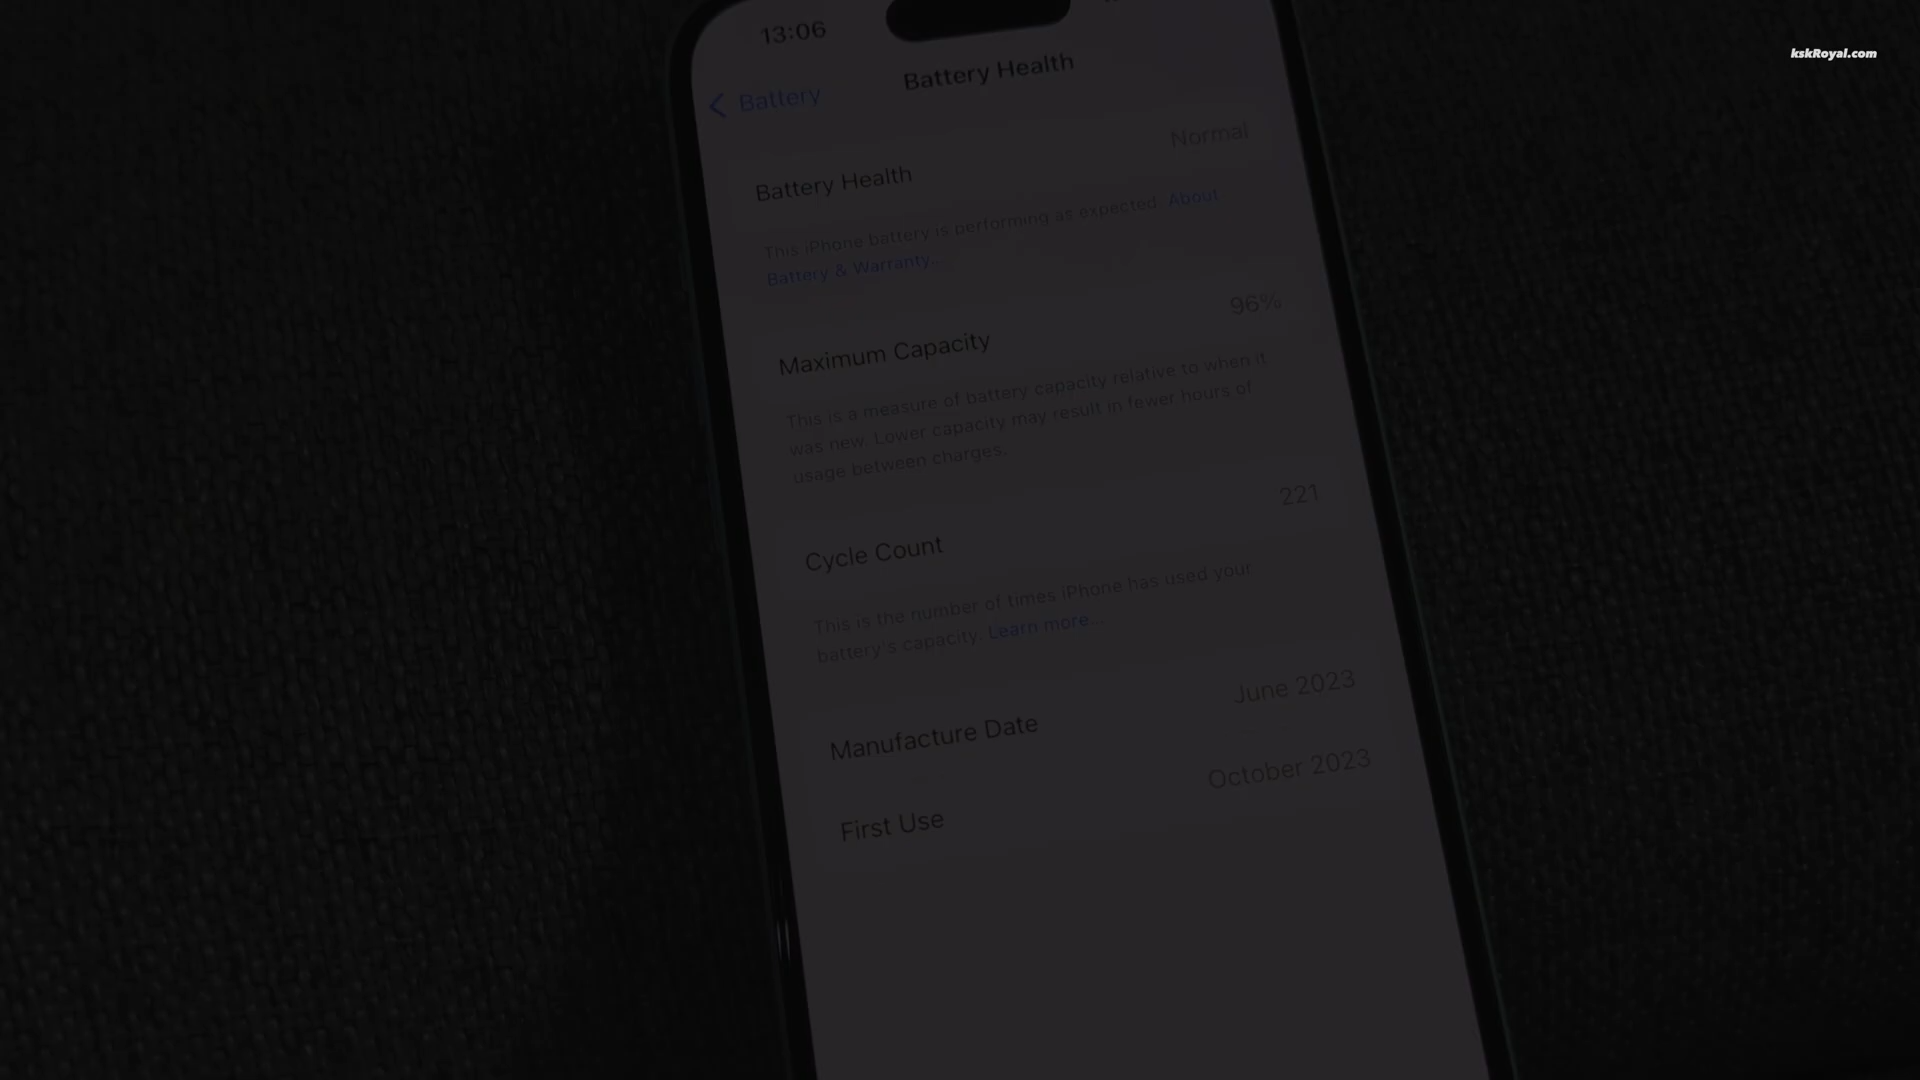 13:06
kskRoyal.com
Battery
Battery Health
Battery Health
Normal
This iPhone battery is performing as expected. About
Battery & Warranty...
Maximum Capacity
96%
This is a measure of battery capacity relative to when it
was new. Lower capacity may result in fewer hours of
usage between charges.
Cycle Count
221
This is the number of times iPhone has used your
battery's capacity. Learn more...
Manufacture Date
June 2023
First Use
October 2023